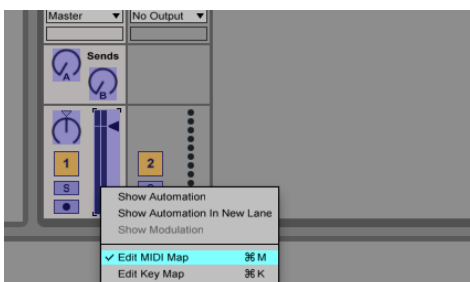 Master
No Output
Sends
A
B
1
2
S
Show Automation
Show Automation In New Lane
Show Modulation
✓ Edit MIDI Map ⌘ M
Edit Key Map ⌘ K